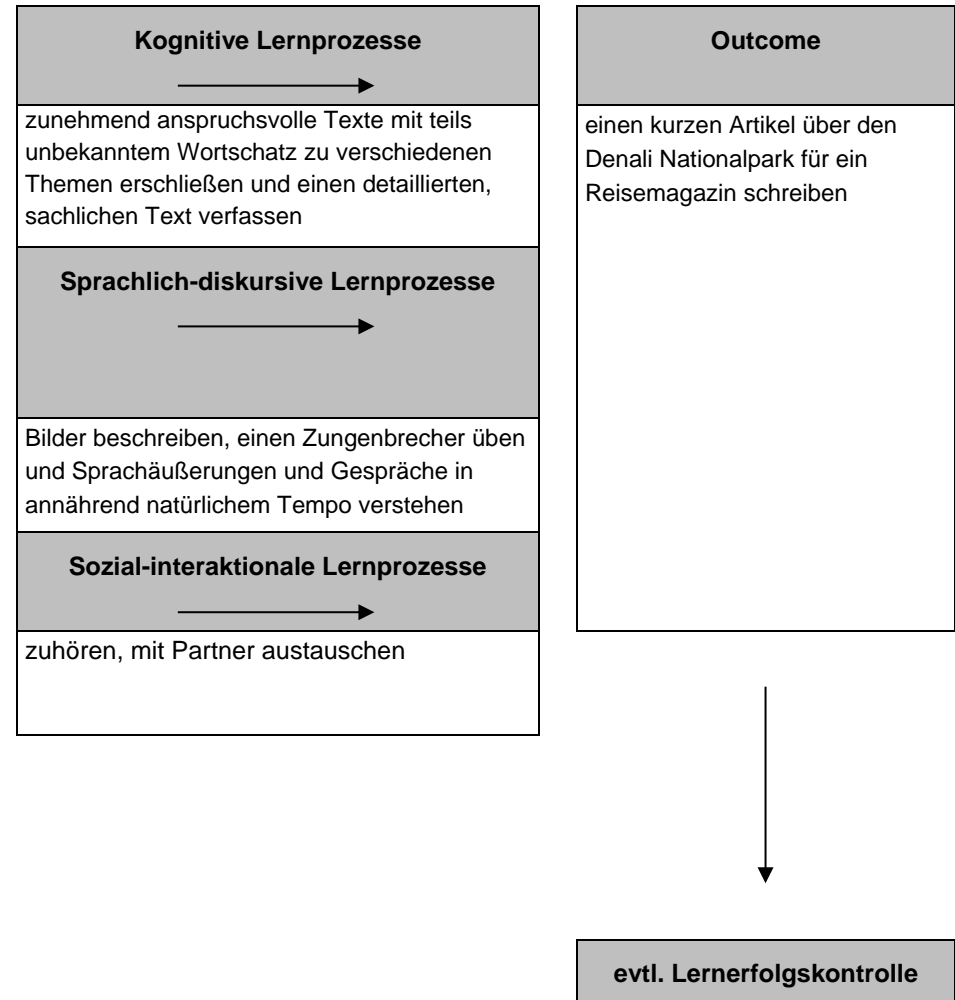 Kognitive Lernprozesse
zunehmend anspruchsvolle Texte mit teils
unbekanntem Wortschatz zu verschiedenen
Themen erschließen und einen detaillierten,
sachlichen Text verfassen
Sprachlich-diskursive Lernprozesse
Bilder beschreiben, einen Zungenbrecher üben
und Sprachäußerungen und Gespräche in
annährend natürlichem Tempo verstehen
Sozial-interaktionale Lernprozesse
zuhören, mit Partner austauschen
Outcome
einen kurzen Artikel über den
Denali Nationalpark für ein
Reisemagazin schreiben
evtl. Lernerfolgskontrolle